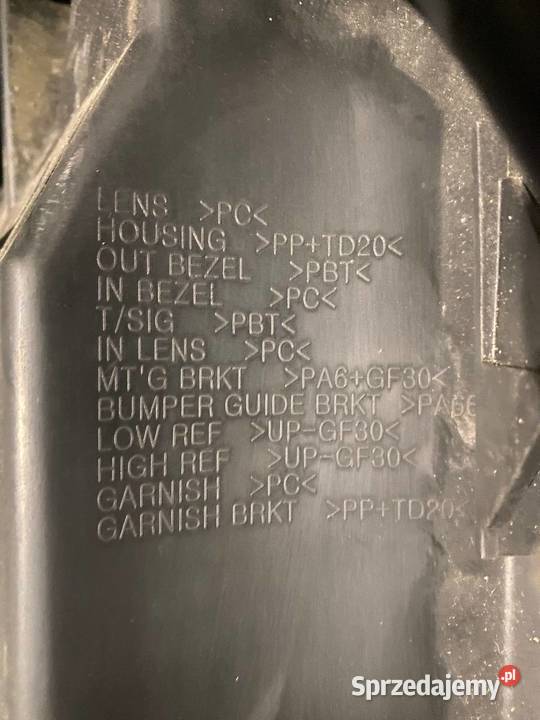 LENS >PC<
HOUSING >PP+TD20<
OUT BEZEL >PBT<
IN BEZEL >PC<
T/SIG >PBT<
IN LENS >PC<
MT'G BRKT >PA6+GF30<
BUMPER GUIDE BRKT >PA66
LOW REF >UP-GF30<
HIGH REF >UP-GF30<
GARNISH >PC<
GARNISH BRKT >PP+TD20<
Sprzedajemy.pl